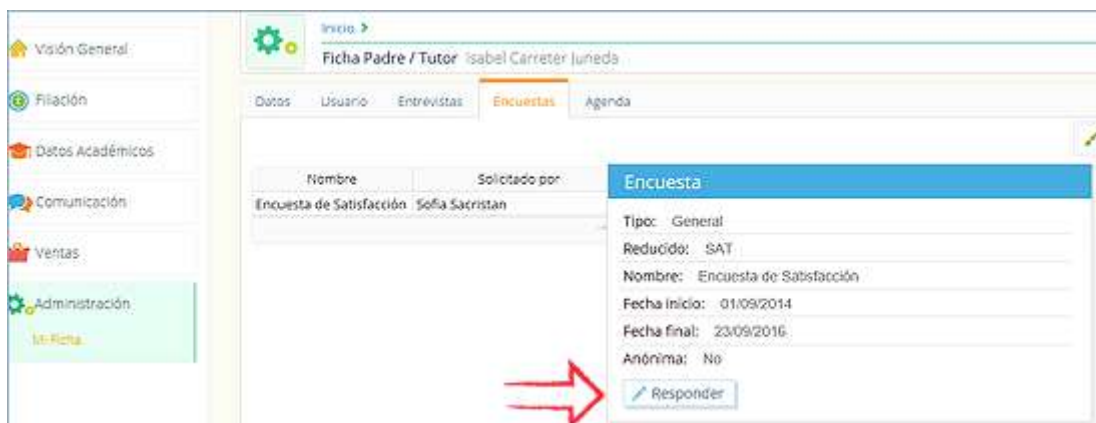 Visión General
Filiación
Datos Académicos
Comunicación
Ventas
Administración
Mi Ficha
Inicio >
Ficha Padre / Tutor Isabel Carreter Juneda
Datos Usuario Entrevistas Encuestas Agenda
Nombre Solicitado por
Encuesta de Satisfacción Sofia Sacristan
Encuesta
Tipo: General
Reducido: SAT
Nombre: Encuesta de Satisfacción
Fecha inicio: 01/09/2014
Fecha final: 23/09/2016
Anónima: No
Responder